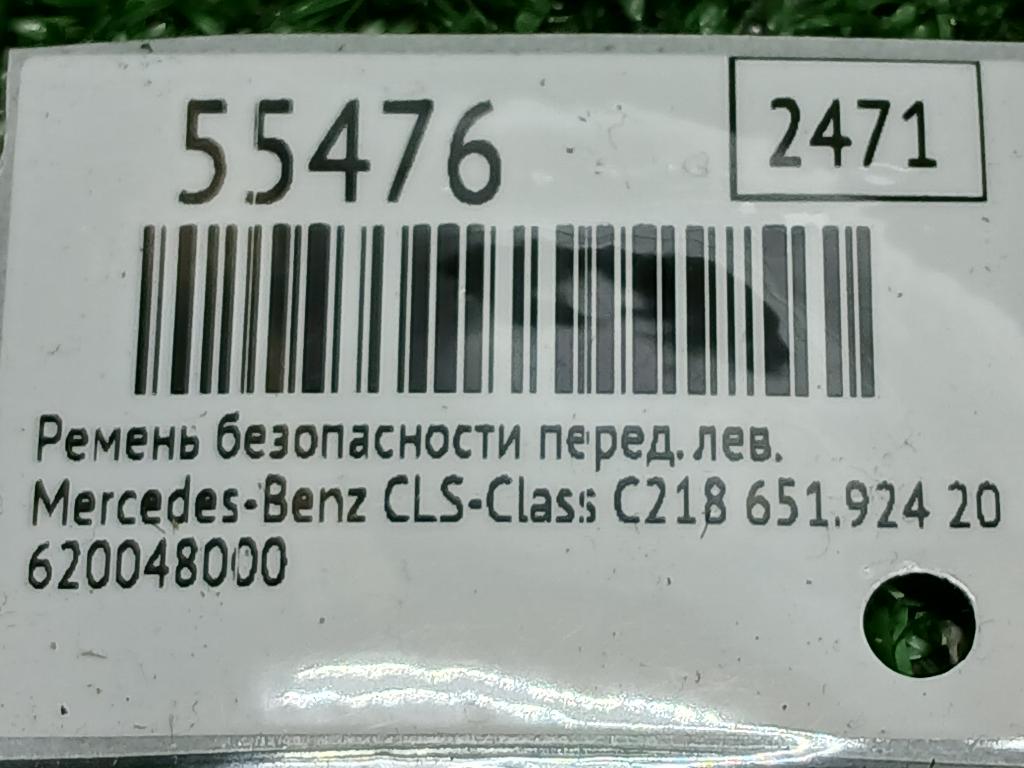 55476
2471
Ремень безопасности перед. лев.
Mercedes-Benz CLS-Class C218 651.924 20
620048000